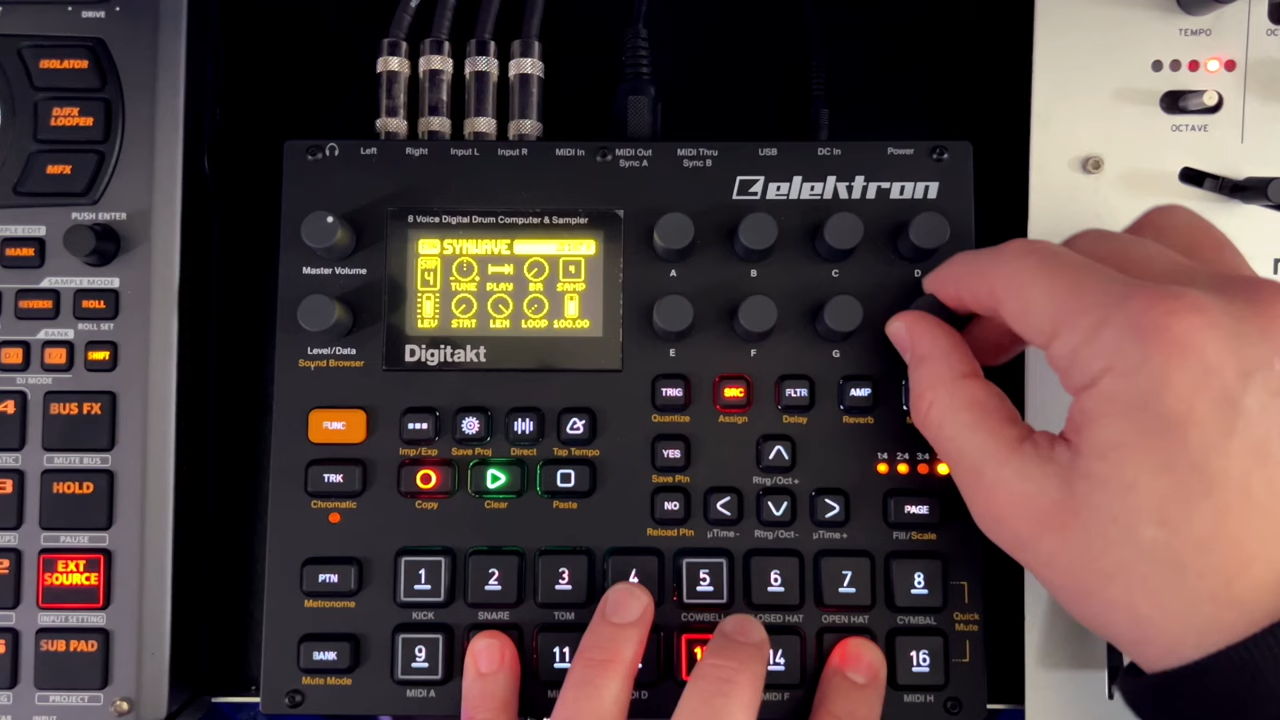 DRIVE
ISOLATOR
DJFX LOOPER
MFX
PUSH ENTER
MARK
SAMPLE MODE
REVERSE
ROLL
ROLL SET
BANK
SHIFT
DJ MODE
BUS FX
MUTE BUS
HOLD
PAUSE
EXT SOURCE
INPUT SETTING
SUB PAD
PROJECT
INPUT
Left
Right
Input L
Input R
MIDI In
MIDI Out
Sync A
MIDI Thru
Sync B
USB
DC In
Power
elektron
8 Voice Digital Drum Computer & Sampler
SYNWAVE
4
TUNE
PLAY
BR
SAMP
LEV
STRT
LEN
LOOP
100.00
Digitakt
Master Volume
Level/Data
Sound Browser
A
B
C
D
E
F
G
TRIG
SRC
FLTR
AMP
Quantize
Assign
Delay
Reverb
FUNC
Imp/Exp
Save Proj
Direct
Tap Tempo
TRK
Chromatic
Copy
Clear
Paste
YES
Save Ptn
Rtrg/Oct+
NO
Reload Ptn
µTime-
Rtrg/Oct-
µTime+
1:4
2:4
3:4
PAGE
Fill/Scale
PTN
Metronome
1
2
3
4
5
6
7
8
KICK
SNARE
TOM
COWBELL
OPEN HAT
CYMBAL
Quick
Mute
BANK
Mute Mode
9
11
14
16
MIDI A
MIDI H
TEMPO
OCTAVE